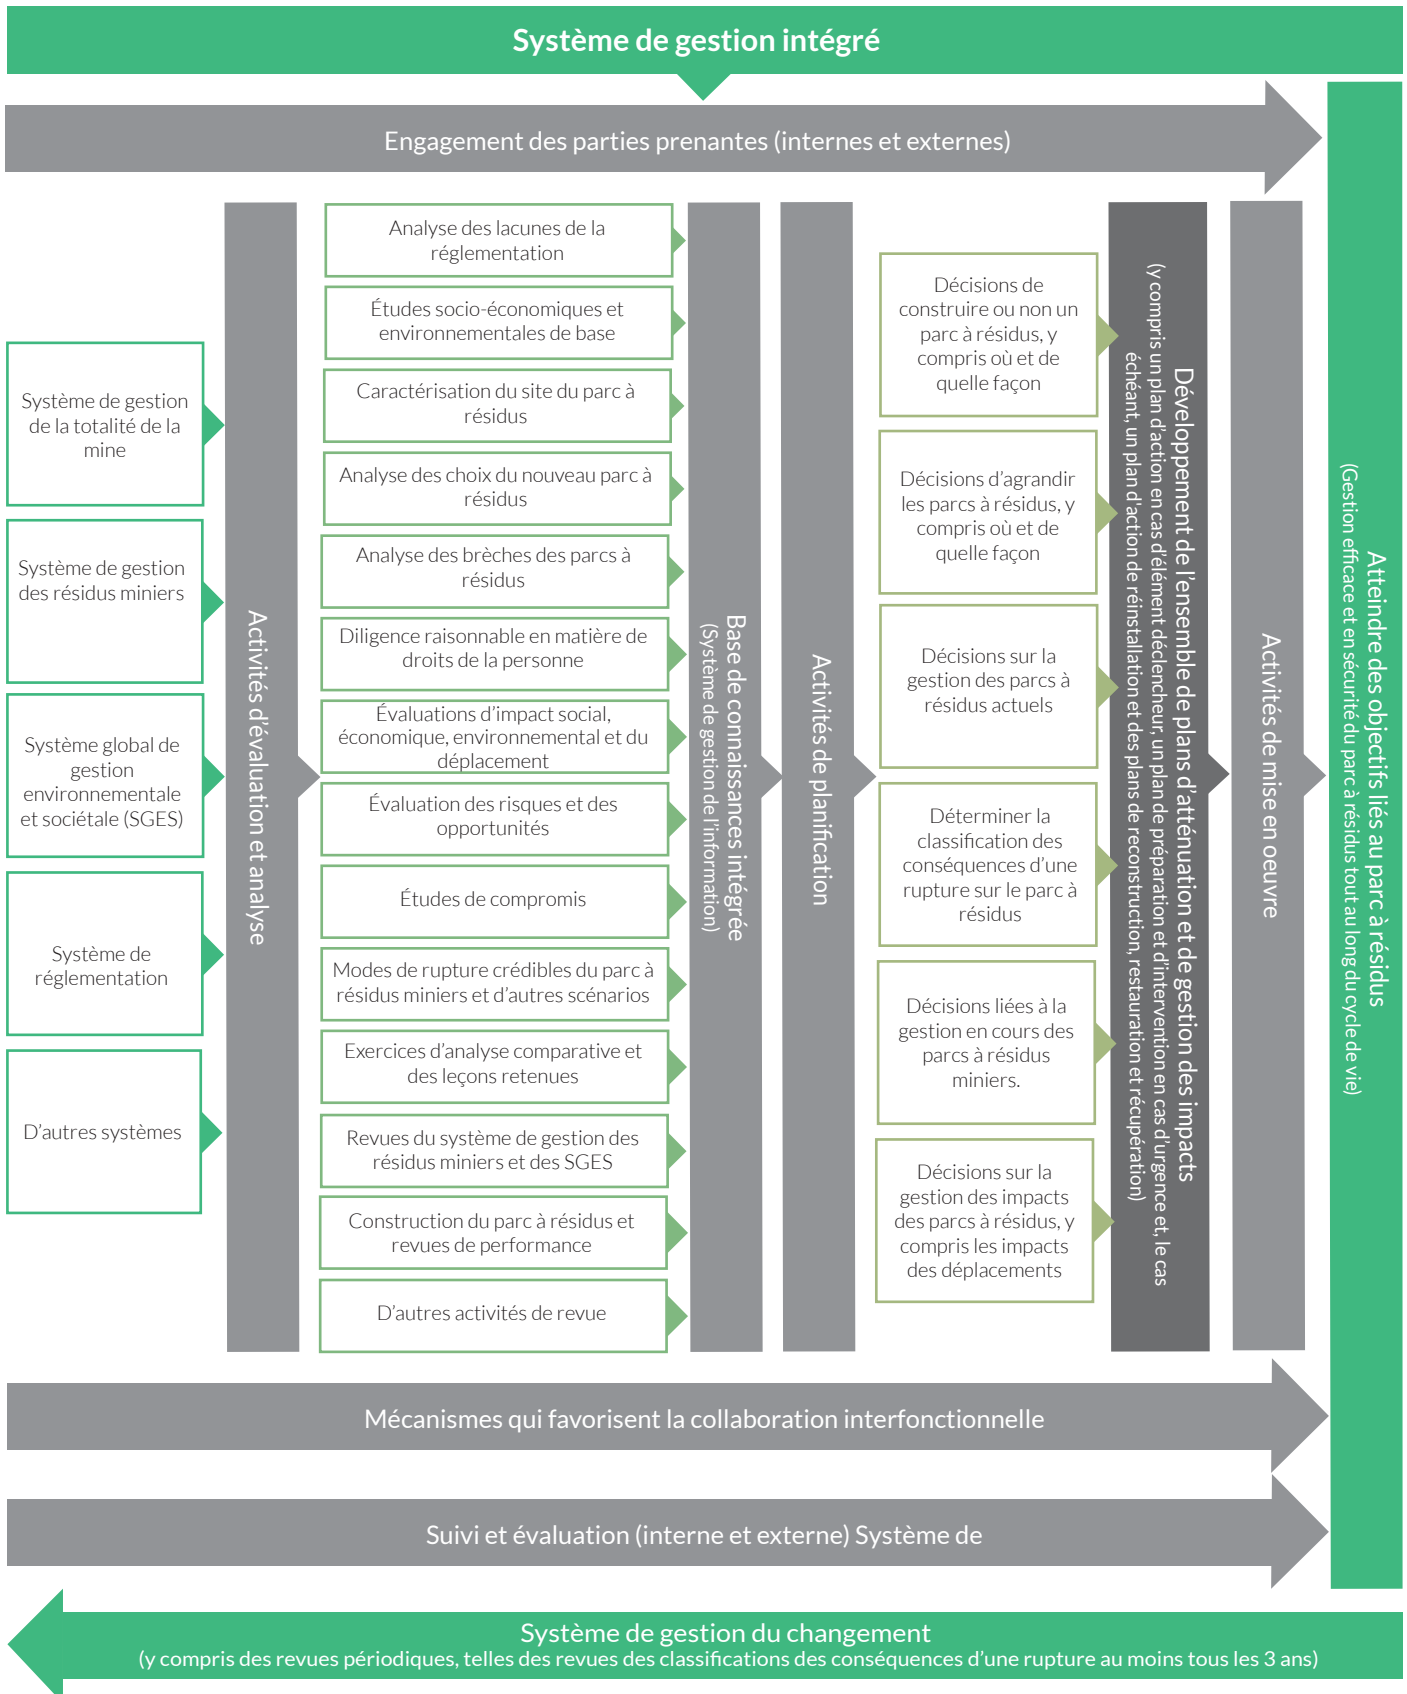 Système de gestion intégré
Engagement des parties prenantes (internes et externes)
Système de gestion
de la totalité de la
mine
Système de gestion
des résidus miniers
Système global de
gestion
environnementale
et sociétale (SGES)
Système de
réglementation
D'autres systèmes
Activités d'évaluation et analyse
Analyse des lacunes de la
réglementation
Études socio-économiques et
environnementales de base
Caractérisation du site du parc à
résidus
Analyse des choix du nouveau parc à
résidus
Analyse des brèches des parcs à
résidus
Diligence raisonnable en matière de
droits de la personne
Évaluations d'impact social,
économique, environnemental et du
déplacement
Évaluation des risques et des
opportunités
Études de compromis
Modes de rupture crédibles du parc à
résidus miniers et d'autres scénarios
Exercices d'analyse comparative et
des leçons retenues
Revues du système de gestion des
résidus miniers et des SGES
Construction du parc à résidus et
revues de performance
D'autres activités de revue
Base de connaissances intégrée
(Système de gestion de l'information)
Activités de planification
Décisions de
construire ou non un
parc à résidus, y
compris où et de
quelle façon
Décisions d'agrandir
les parcs à résidus, y
compris où et de
quelle façon
Décisions sur la
gestion des parcs à
résidus actuels
Déterminer la
classification des
conséquences d'une
rupture sur le parc à
résidus
Décisions liées à la
gestion en cours des
parcs à résidus
miniers.
Décisions sur la
gestion des impacts
des parcs à résidus, y
compris les impacts
des déplacements
Développement de l'ensemble de plans d'atténuation et de gestion des impacts
(y compris un plan d'action en cas d'élément déclencheur, un plan de préparation et d'intervention en cas d'urgence et, le cas
échéant, un plan d'action de réinstallation et des plans de reconstruction, restauration et récupération)
Activités de mise en oeuvre
Atteindre des objectifs liés au parc à résidus
(Gestion efficace et en sécurité du parc à résidus tout au long du cycle de vie)
Mécanismes qui favorisent la collaboration interfonctionnelle
Suivi et évaluation (interne et externe) Système de
Système de gestion du changement
(y compris des revues périodiques, telles des revues des classifications des conséquences d'une rupture au moins tous les 3 ans)